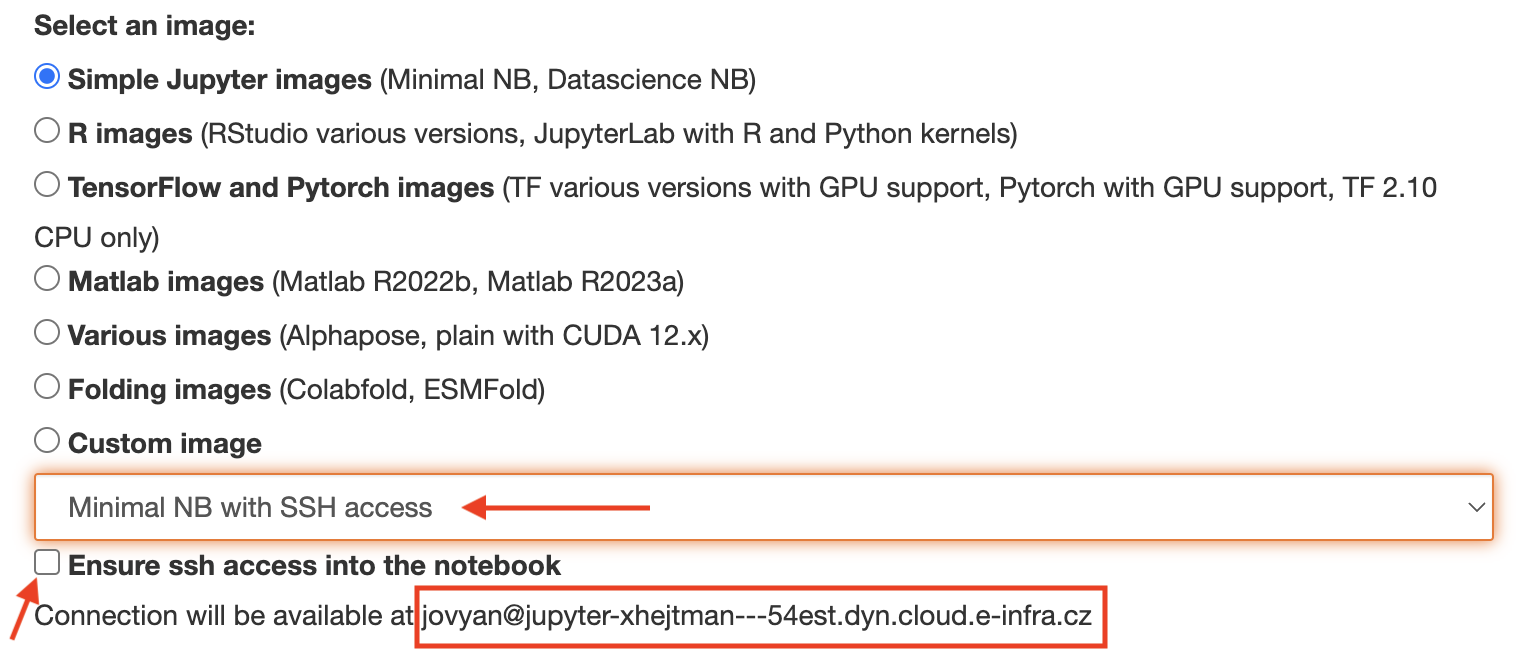 Select an image:
Simple Jupyter images (Minimal NB, Datascience NB)
R images (RStudio various versions, JupyterLab with R and Python kernels)
TensorFlow and Pytorch images (TF various versions with GPU support, Pytorch with GPU support, TF 2.10
CPU only)
Matlab images (Matlab R2022b, Matlab R2023a)
Various images (Alphapose, plain with CUDA 12.x)
Folding images (Colabfold, ESMFold)
Custom image
Minimal NB with SSH access
Ensure ssh access into the notebook
Connection will be available at jovyan@jupyter-xhejtman---54est.dyn.cloud.e-infra.cz